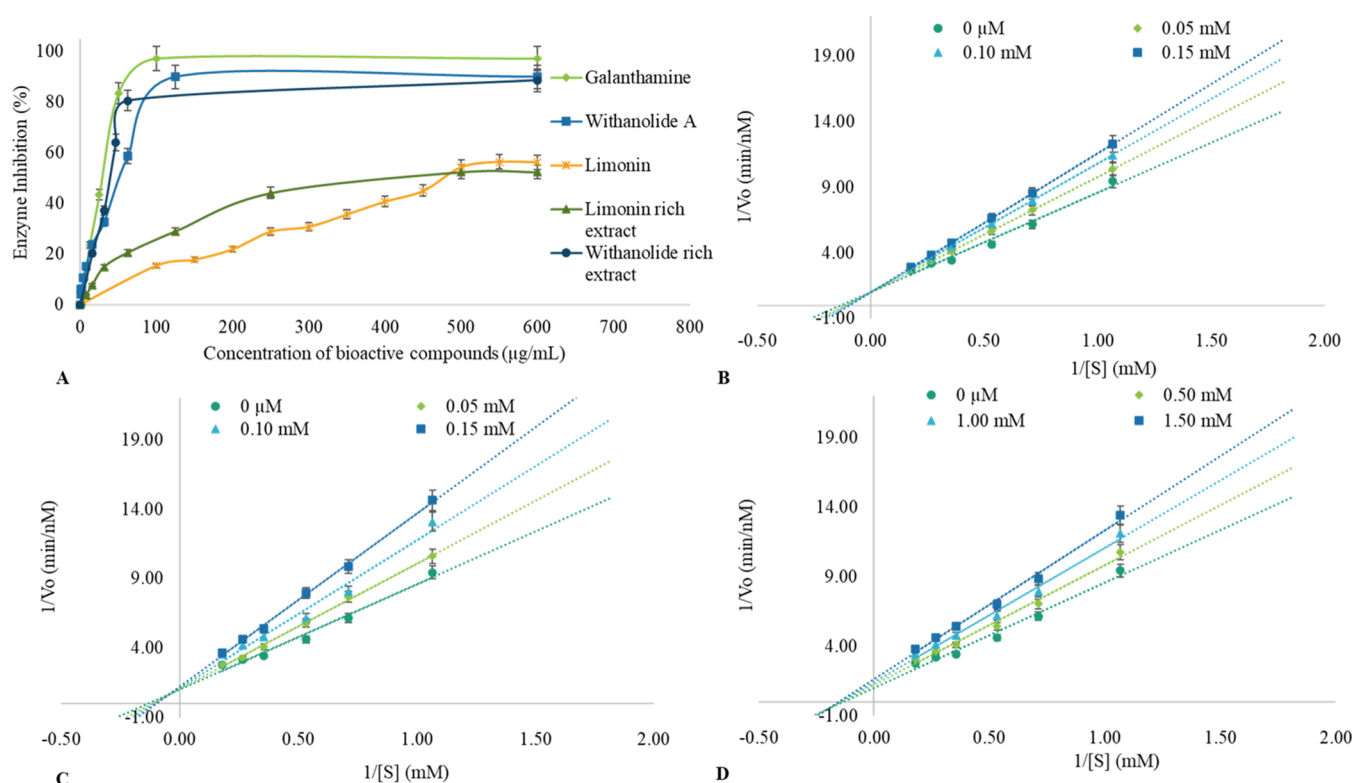 100
80
60
40
20
0
Enzyme Inhibition (%)
0 100 200 300 400 500 600 700 800
Concentration of bioactive compounds (µg/mL)
Galanthamine
Withanolide A
Limonin
Limonin rich
extract
Withanolide rich
extract
A
0 µM 0.05 mM
0.10 mM 0.15 mM
19.00
14.00
9.00
4.00
-1.00
1/Vo (min/nM)
-0.50 0.00 0.50 1.00 1.50 2.00
1/[S] (mM)
B
0 µM 0.05 mM
0.10 mM 0.15 mM
19.00
14.00
9.00
4.00
-1.00
1/Vo (min/nM)
-0.50 0.00 0.50 1.00 1.50 2.00
1/[S] (mM)
C
0 µM 0.50 mM
1.00 mM 1.50 mM
19.00
14.00
9.00
4.00
-1.00
1/Vo (min/nM)
-0.50 0.00 0.50 1.00 1.50 2.00
1/[S] (mM)
D